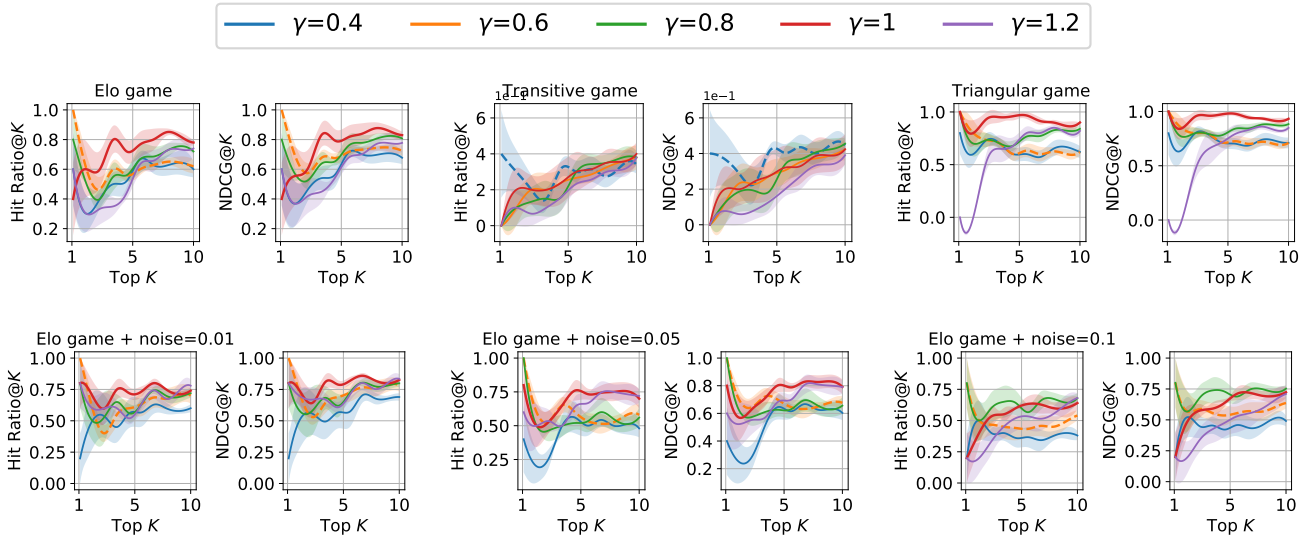 γ=0.4 γ=0.6 γ=0.8 γ=1 γ=1.2
Elo game
Hit Ratio@K
1.0
0.8
0.6
0.4
0.2
1 5 10
Top K
NDCG@K
1.0
0.8
0.6
0.4
0.2
1 5 10
Top K
Transitive game
1e−1
Hit Ratio@K
6
4
2
0
1 5 10
Top K
1e−1
NDCG@K
6
4
2
0
1 5 10
Top K
Triangular game
Hit Ratio@K
1.0
0.5
0.0
1 5 10
Top K
NDCG@K
1.0
0.5
0.0
1 5 10
Top K
Elo game + noise=0.01
Hit Ratio@K
1.00
0.75
0.50
0.25
0.00
1 5 10
Top K
NDCG@K
1.00
0.75
0.50
0.25
0.00
1 5 10
Top K
Elo game + noise=0.05
Hit Ratio@K
1.00
0.75
0.50
0.25
1 5 10
Top K
NDCG@K
1.0
0.8
0.6
0.4
0.2
1 5 10
Top K
Elo game + noise=0.1
Hit Ratio@K
1.00
0.75
0.50
0.25
0.00
1 5 10
Top K
NDCG@K
1.00
0.75
0.50
0.25
0.00
1 5 10
Top K